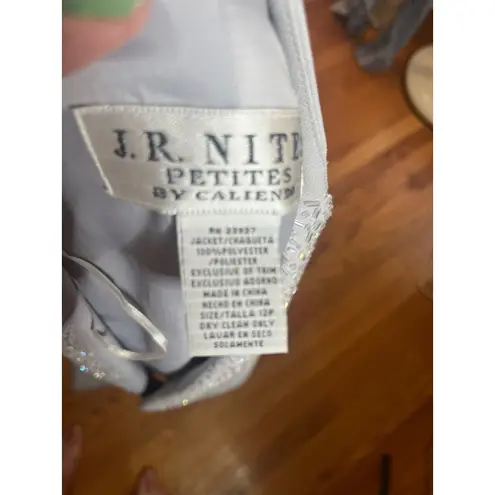 J.R. NITE
PETITES
BY CALIENDO
RN 23937
JACKET/CHAQUETA
100%POLYESTER
/POLIESTER
EXCLUSIVE OF TRIM
EXCLUSIVO ADORNO
MADE IN CHINA
HECHO EN CHINA
SIZE/TALLA 12P
DRY CLEAN ONLY
LAVAR EN SECO
SOLAMENTE